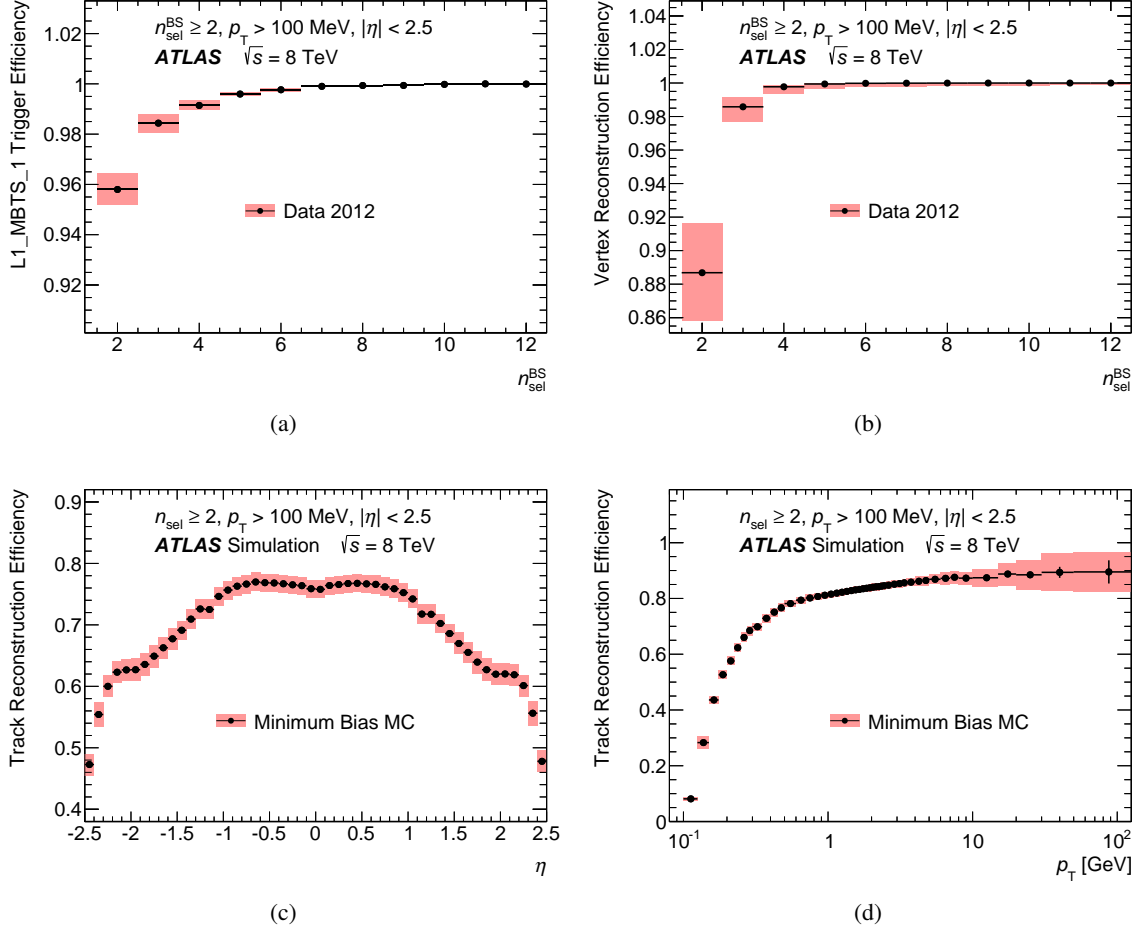 L1_MBTS_1 Trigger Efficiency
n_sel^BS ≥ 2, p_T > 100 MeV, |η| < 2.5
ATLAS √s = 8 TeV
Data 2012
1.02
1
0.98
0.96
0.94
0.92
2 4 6 8 10 12
n_sel^BS
(a)
Vertex Reconstruction Efficiency
n_sel^BS ≥ 2, p_T > 100 MeV, |η| < 2.5
ATLAS √s = 8 TeV
Data 2012
1.04
1.02
1
0.98
0.96
0.94
0.92
0.9
0.88
0.86
2 4 6 8 10 12
n_sel^BS
(b)
Track Reconstruction Efficiency
n_sel ≥ 2, p_T > 100 MeV, |η| < 2.5
ATLAS Simulation √s = 8 TeV
Minimum Bias MC
0.9
0.8
0.7
0.6
0.5
0.4
-2.5 -2 -1.5 -1 -0.5 0 0.5 1 1.5 2 2.5
η
(c)
Track Reconstruction Efficiency
n_sel ≥ 2, p_T > 100 MeV, |η| < 2.5
ATLAS Simulation √s = 8 TeV
Minimum Bias MC
1
0.8
0.6
0.4
0.2
0
10^-1 1 10 10^2
p_T [GeV]
(d)